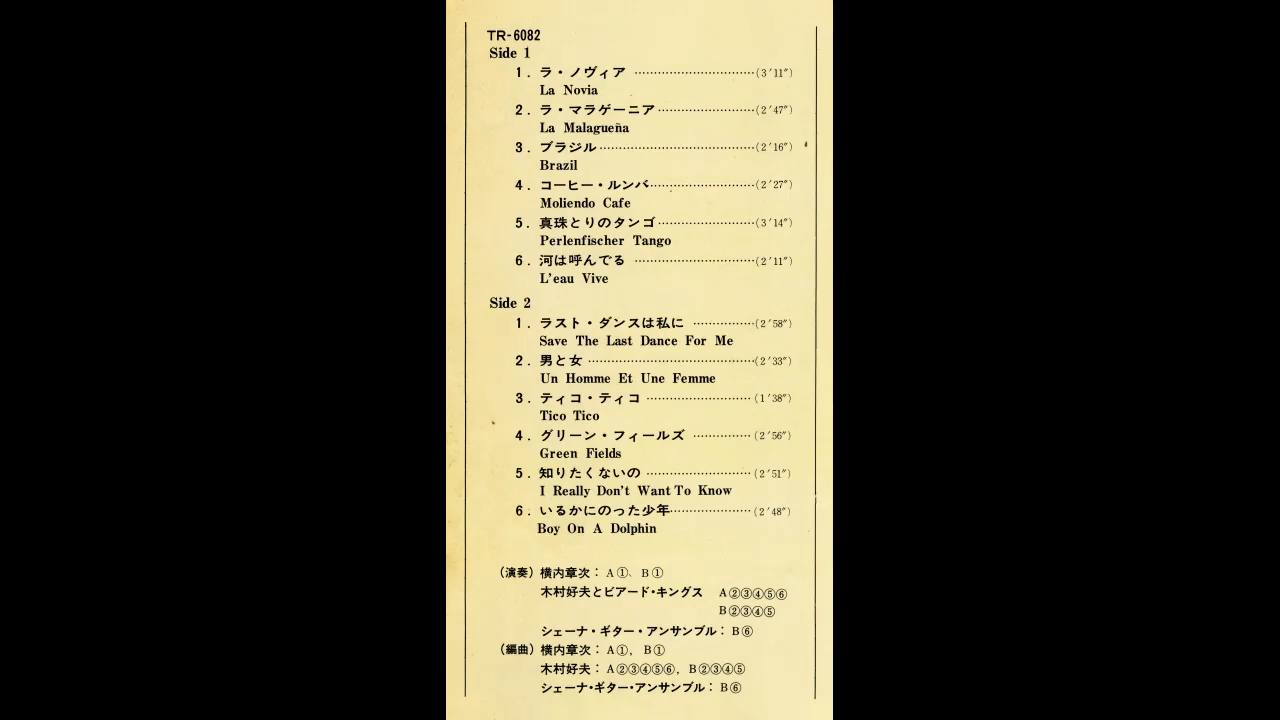 TR-6082
Side 1
1. ラ・ノヴィア ……………………(3′11″)
La Novia
2. ラ・マラゲーニア……………………(2′47″)
La Malagueña
3. ブラジル……………………(2′16″)
Brazil
4. コーヒー・ルンバ……………………(2′27″)
Moliendo Cafe
5. 真珠とりのタンゴ……………………(3′14″)
Perlenfischer Tango
6. 河は呼んでる ……………………(2′11″)
L'eau Vive
Side 2
1. ラスト・ダンスは私に ……………(2′58″)
Save The Last Dance For Me
2. 男と女 ……………………(2′33″)
Un Homme Et Une Femme
3. ティコ・ティコ ……………………(1′38″)
Tico Tico
4. グリーン・フィールズ ……………(2′56″)
Green Fields
5. 知りたくないの ……………………(2′51″)
I Really Don't Want To Know
6. いるかにのった少年……………………(2′48″)
Boy On A Dolphin
(演奏) 横内章次: A①、B①
木村好夫とビアード・キングス A②③④⑤⑥
B②③④⑤
シェーナ・ギター・アンサンブル: B⑥
(編曲) 横内章次: A①, B①
木村好夫: A②③④⑤⑥, B②③④⑤
シェーナ・ギター・アンサンブル: B⑥